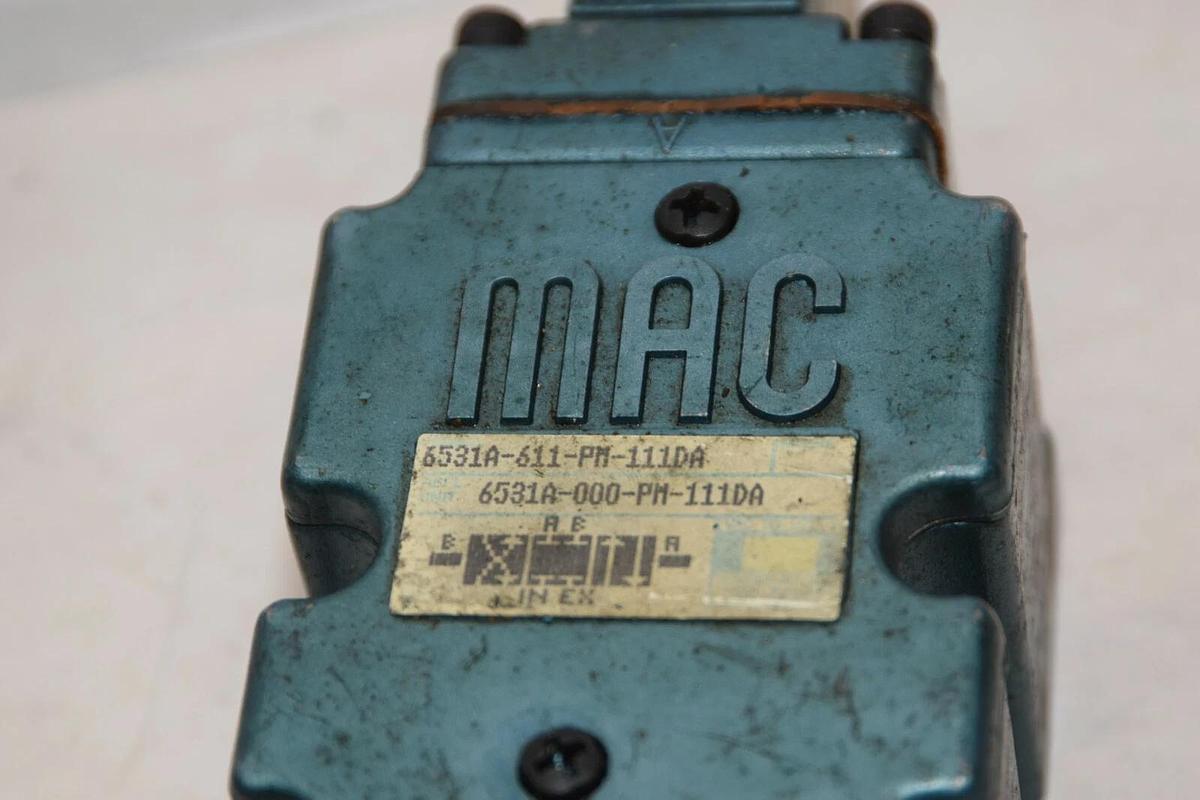 A
MAC
6531A-611-PM-111DA
6531A-000-PM-111DA
A B
B A
IN EX